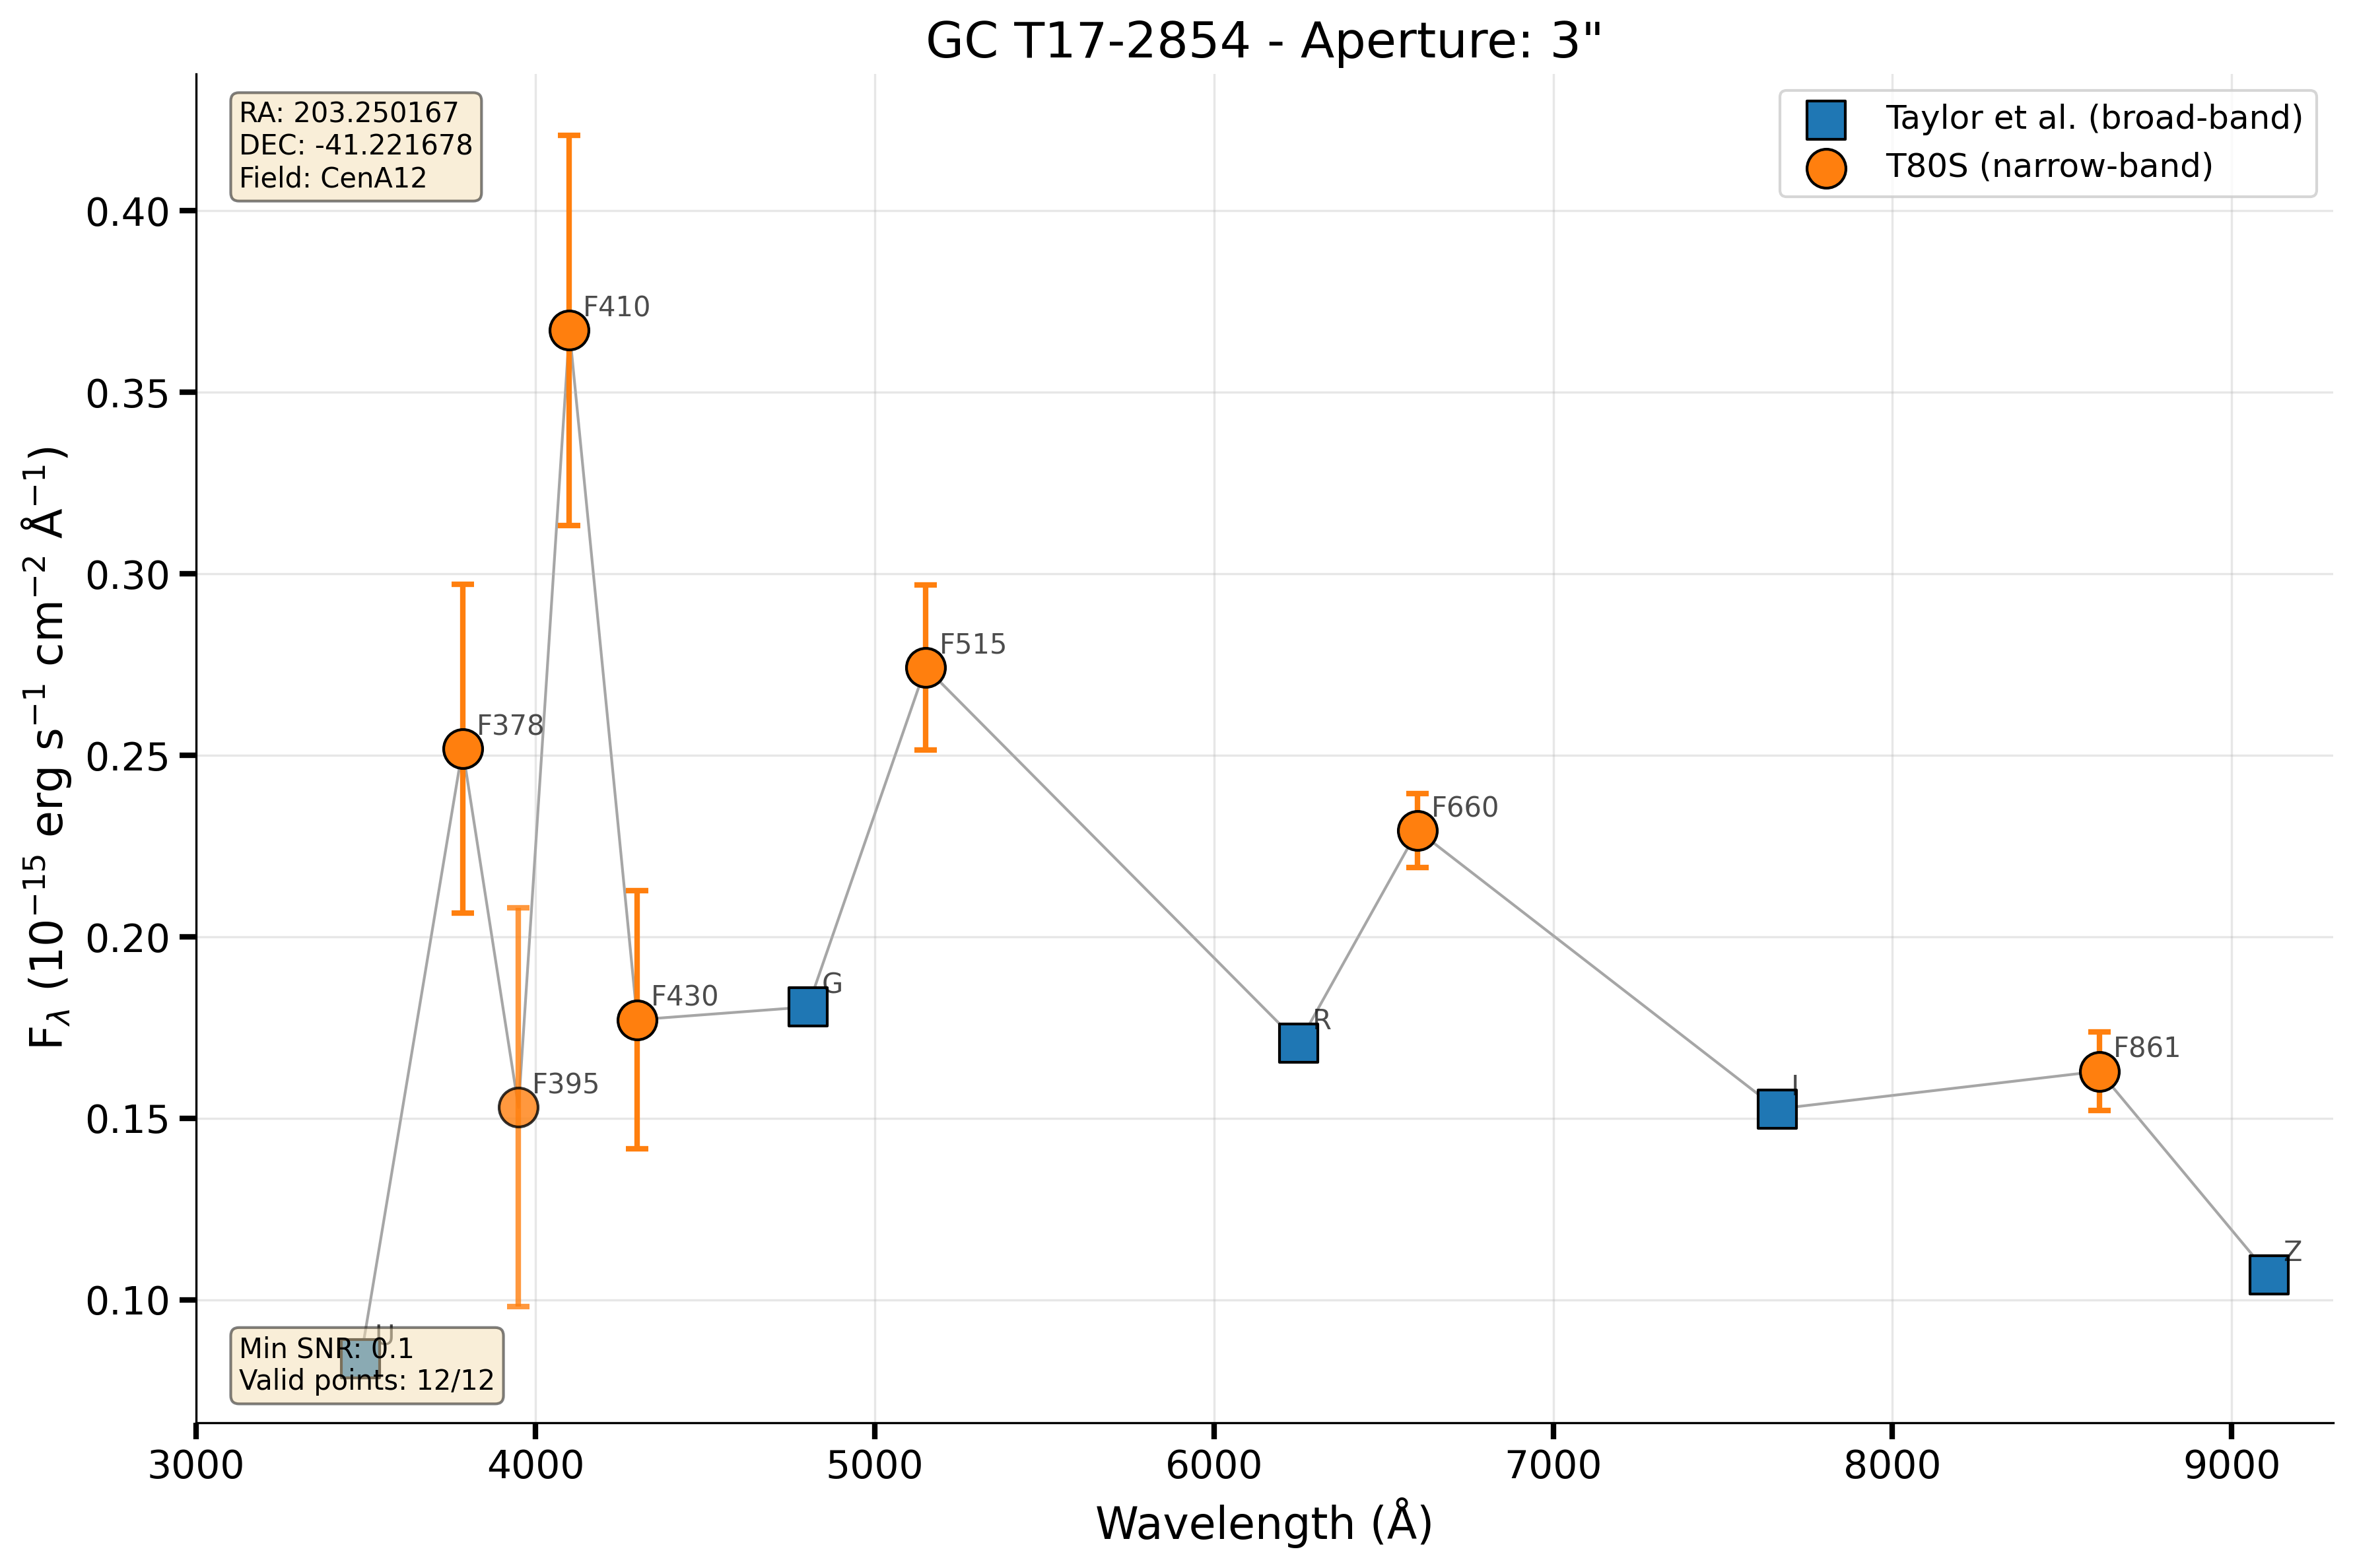 GC T17-2854 - Aperture: 3"
RA: 203.250167
DEC: -41.221678
Field: CenA12
Taylor et al. (broad-band)
T80S (narrow-band)
F410
F378
F515
F660
F395
F430
G
R
I
F861
Z
U
Min SNR: 0.1
Valid points: 12/12
0.40
0.35
0.30
0.25
0.20
0.15
0.10
F_λ (10⁻¹⁵ erg s⁻¹ cm⁻² Å⁻¹)
3000 4000 5000 6000 7000 8000 9000
Wavelength (Å)